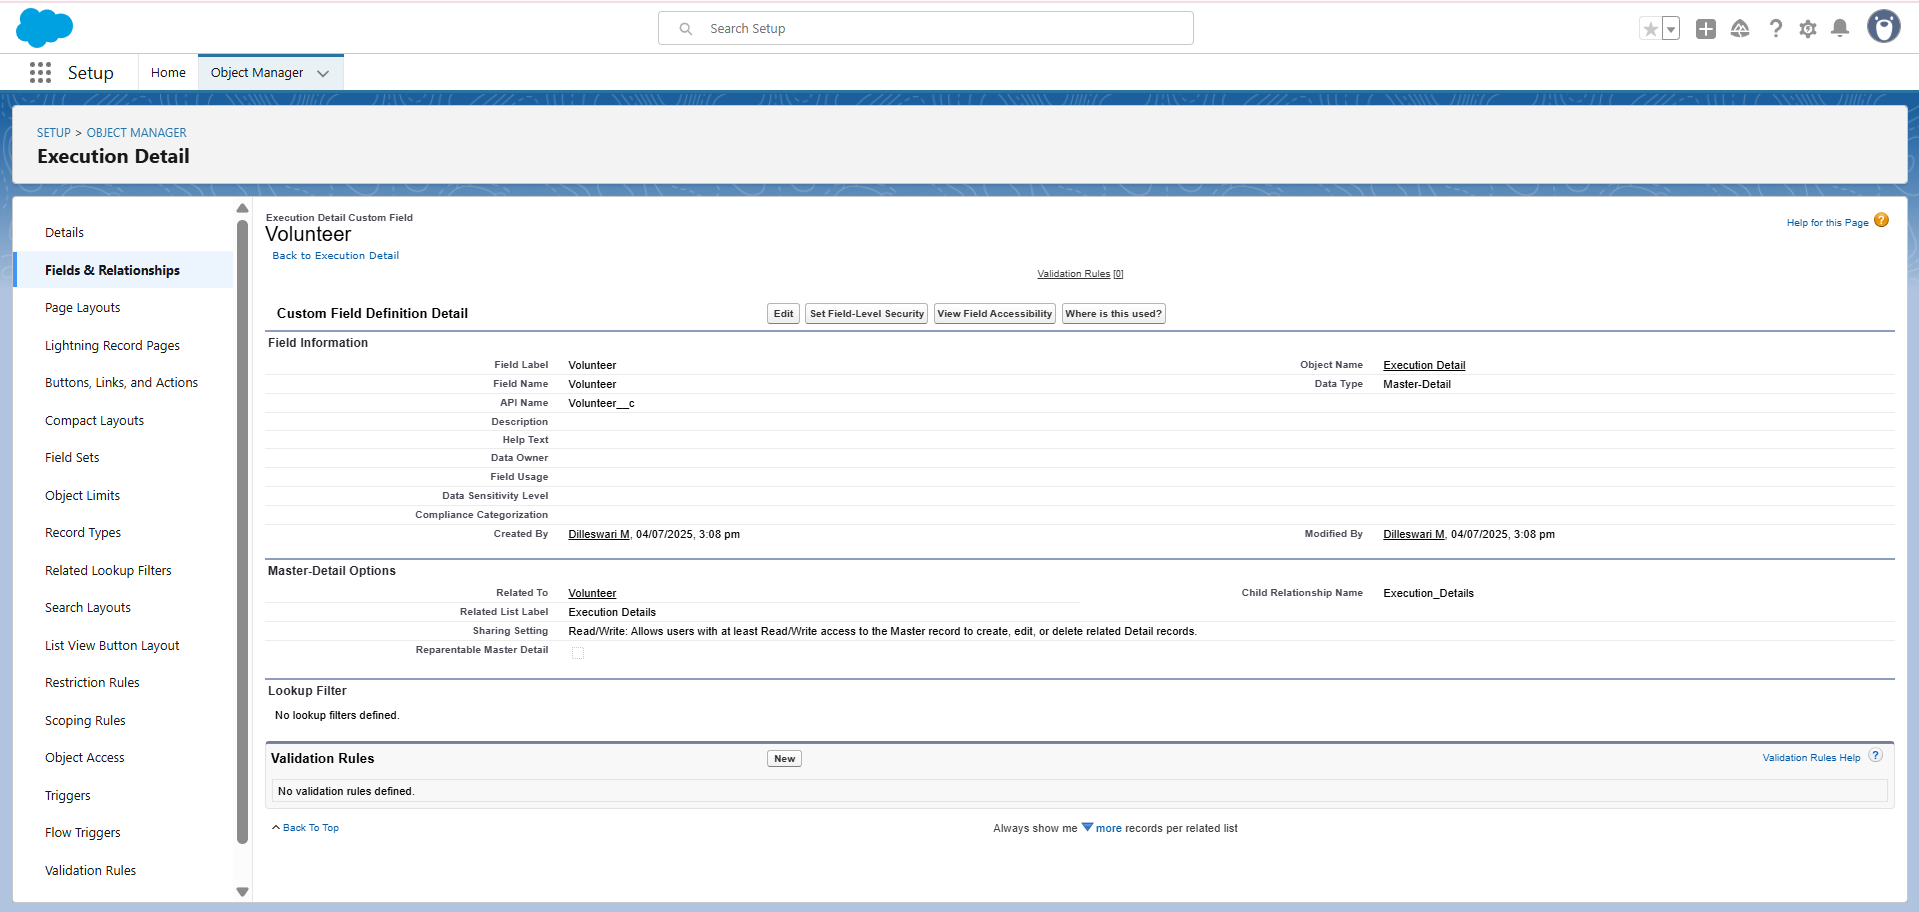 Search Setup
Setup
Home
Object Manager
SETUP > OBJECT MANAGER
Execution Detail
Details
Fields & Relationships
Page Layouts
Lightning Record Pages
Buttons, Links, and Actions
Compact Layouts
Field Sets
Object Limits
Record Types
Related Lookup Filters
Search Layouts
List View Button Layout
Restriction Rules
Scoping Rules
Object Access
Triggers
Flow Triggers
Validation Rules
Execution Detail Custom Field
Volunteer
Back to Execution Detail
Help for this Page ?
Validation Rules [0]
Custom Field Definition Detail Edit Set Field-Level Security View Field Accessibility Where is this used?
Field Information
Field Label Volunteer Object Name Execution Detail
Field Name Volunteer Data Type Master-Detail
API Name Volunteer__c
Description
Help Text
Data Owner
Field Usage
Data Sensitivity Level
Compliance Categorization
Created By Dilleswari M, 04/07/2025, 3:08 pm Modified By Dilleswari M, 04/07/2025, 3:08 pm
Master-Detail Options
Related To Volunteer Child Relationship Name Execution_Details
Related List Label Execution Details
Sharing Setting Read/Write: Allows users with at least Read/Write access to the Master record to create, edit, or delete related Detail records.
Reparentable Master Detail
Lookup Filter
No lookup filters defined.
Validation Rules New Validation Rules Help ?
No validation rules defined.
Back To Top Always show me more records per related list